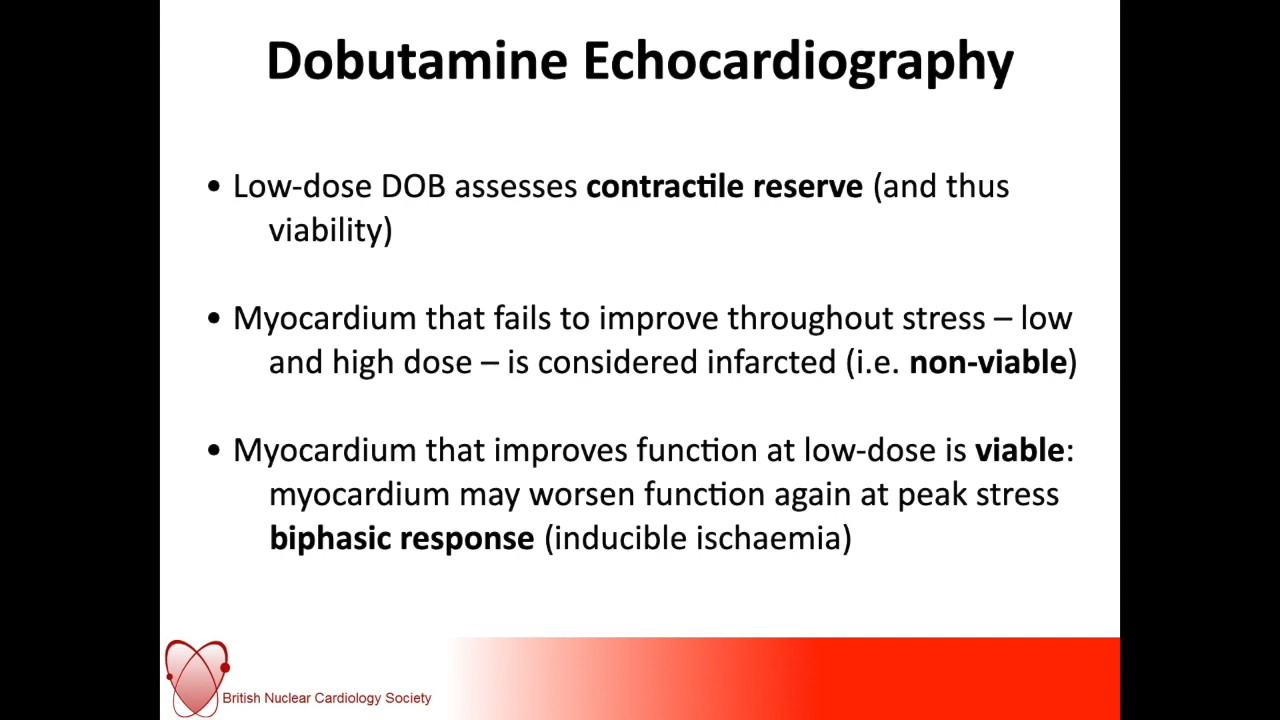 Dobutamine Echocardiography
• Low-dose DOB assesses contractile reserve (and thus
viability)
• Myocardium that fails to improve throughout stress – low
and high dose – is considered infarcted (i.e. non-viable)
• Myocardium that improves function at low-dose is viable:
myocardium may worsen function again at peak stress
biphasic response (inducible ischaemia)
British Nuclear Cardiology Society